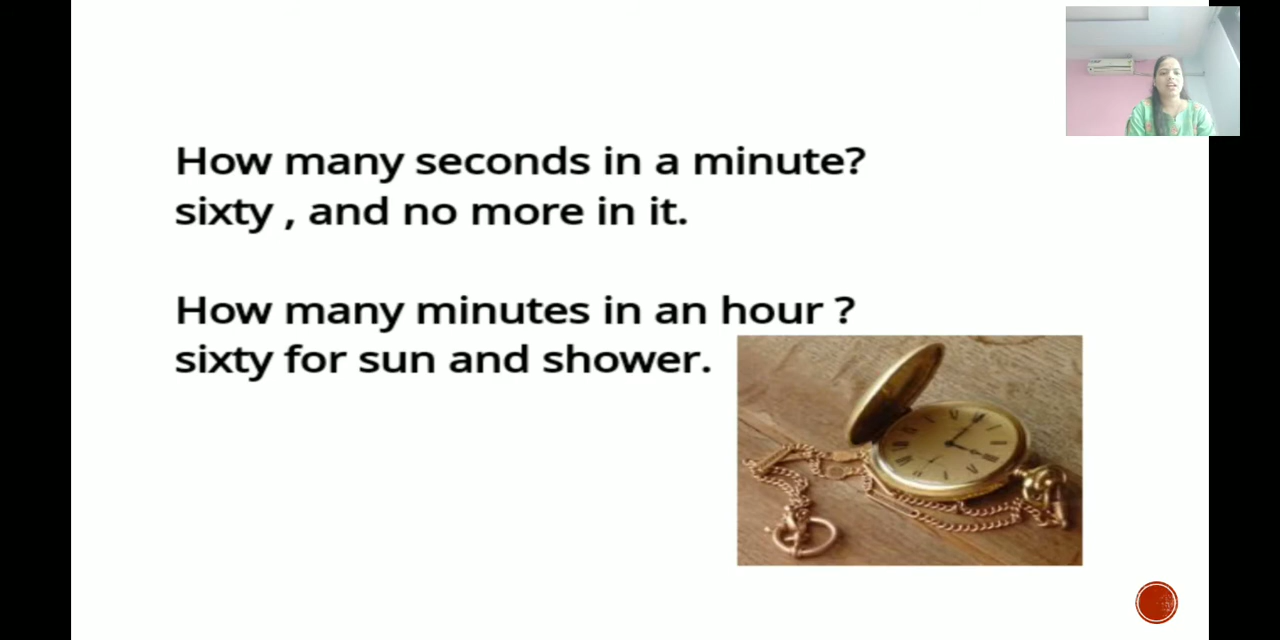 How many seconds in a minute?
sixty , and no more in it.
How many minutes in an hour ?
sixty for sun and shower.